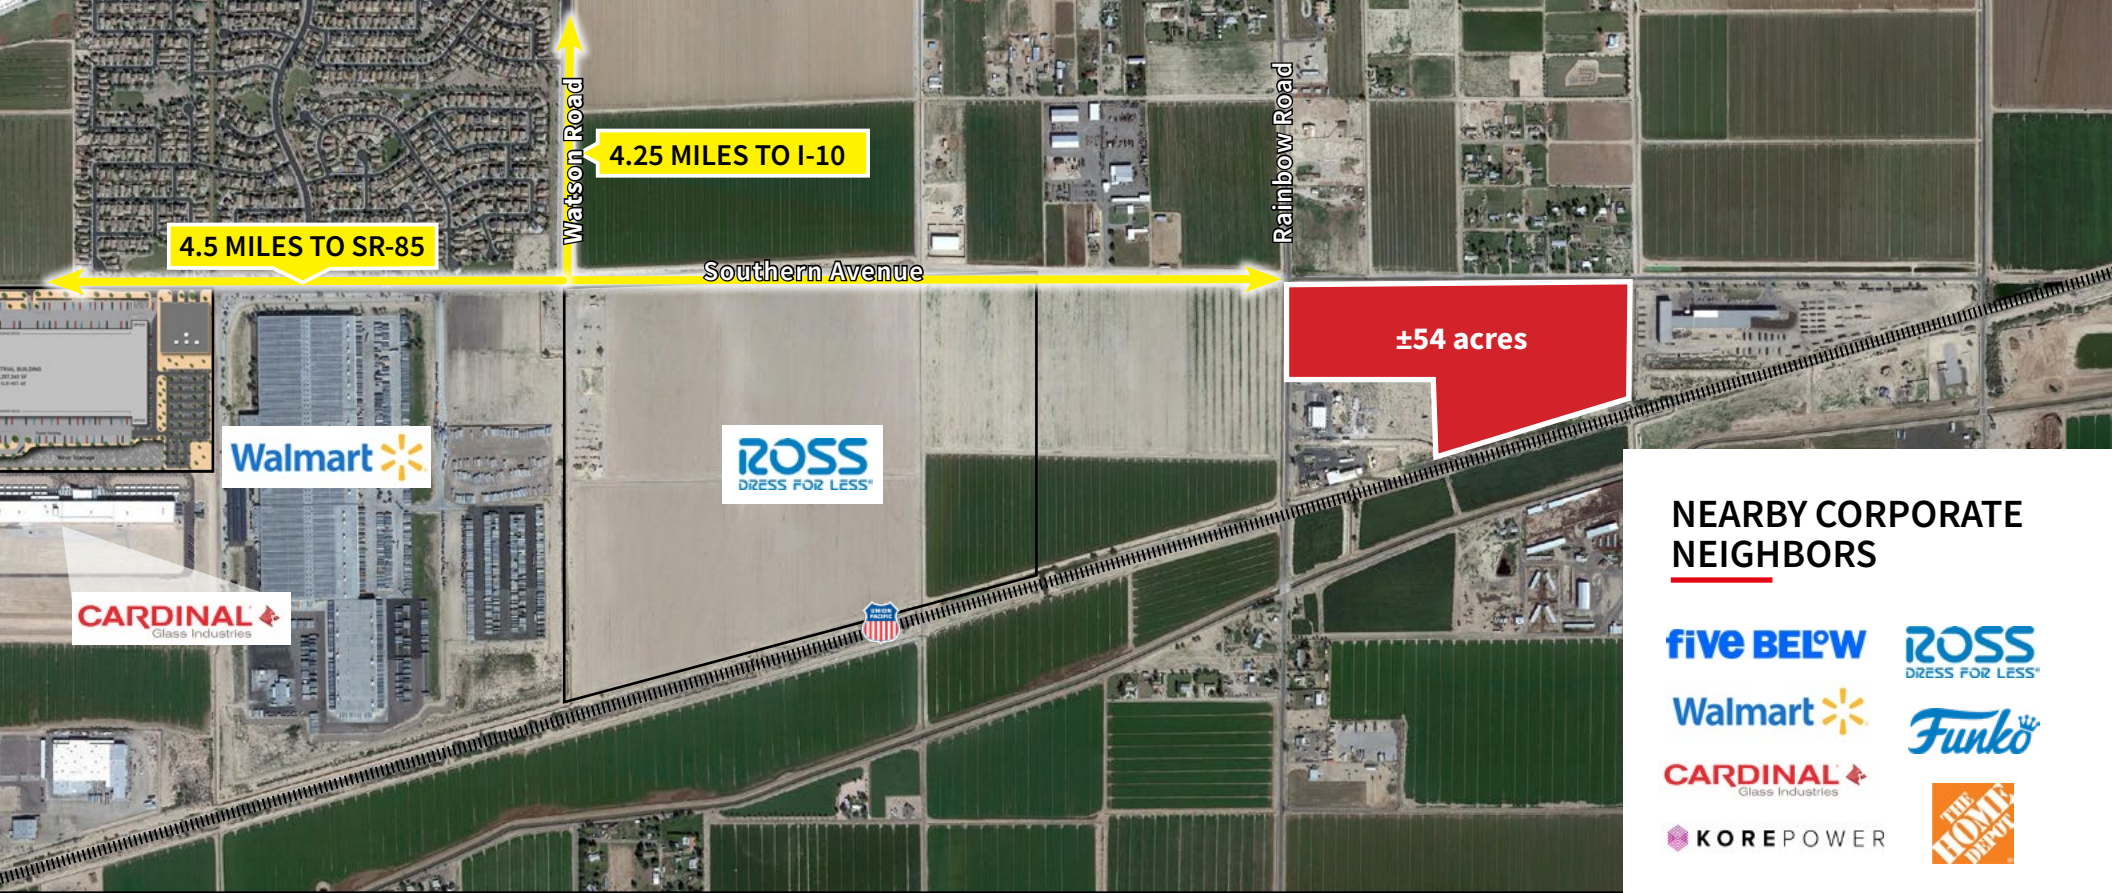 Watson Road
4.25 MILES TO I-10
Rainbow Road
4.5 MILES TO SR-85
Southern Avenue
±54 acres
Walmart
ROSS
DRESS FOR LESS®
CARDINAL
Glass Industries
UNION
PACIFIC
NEARBY CORPORATE
NEIGHBORS
five BELOW
ROSS
DRESS FOR LESS®
Walmart
Funko
CARDINAL
Glass Industries
KOREPOWER
THE
HOME
DEPOT